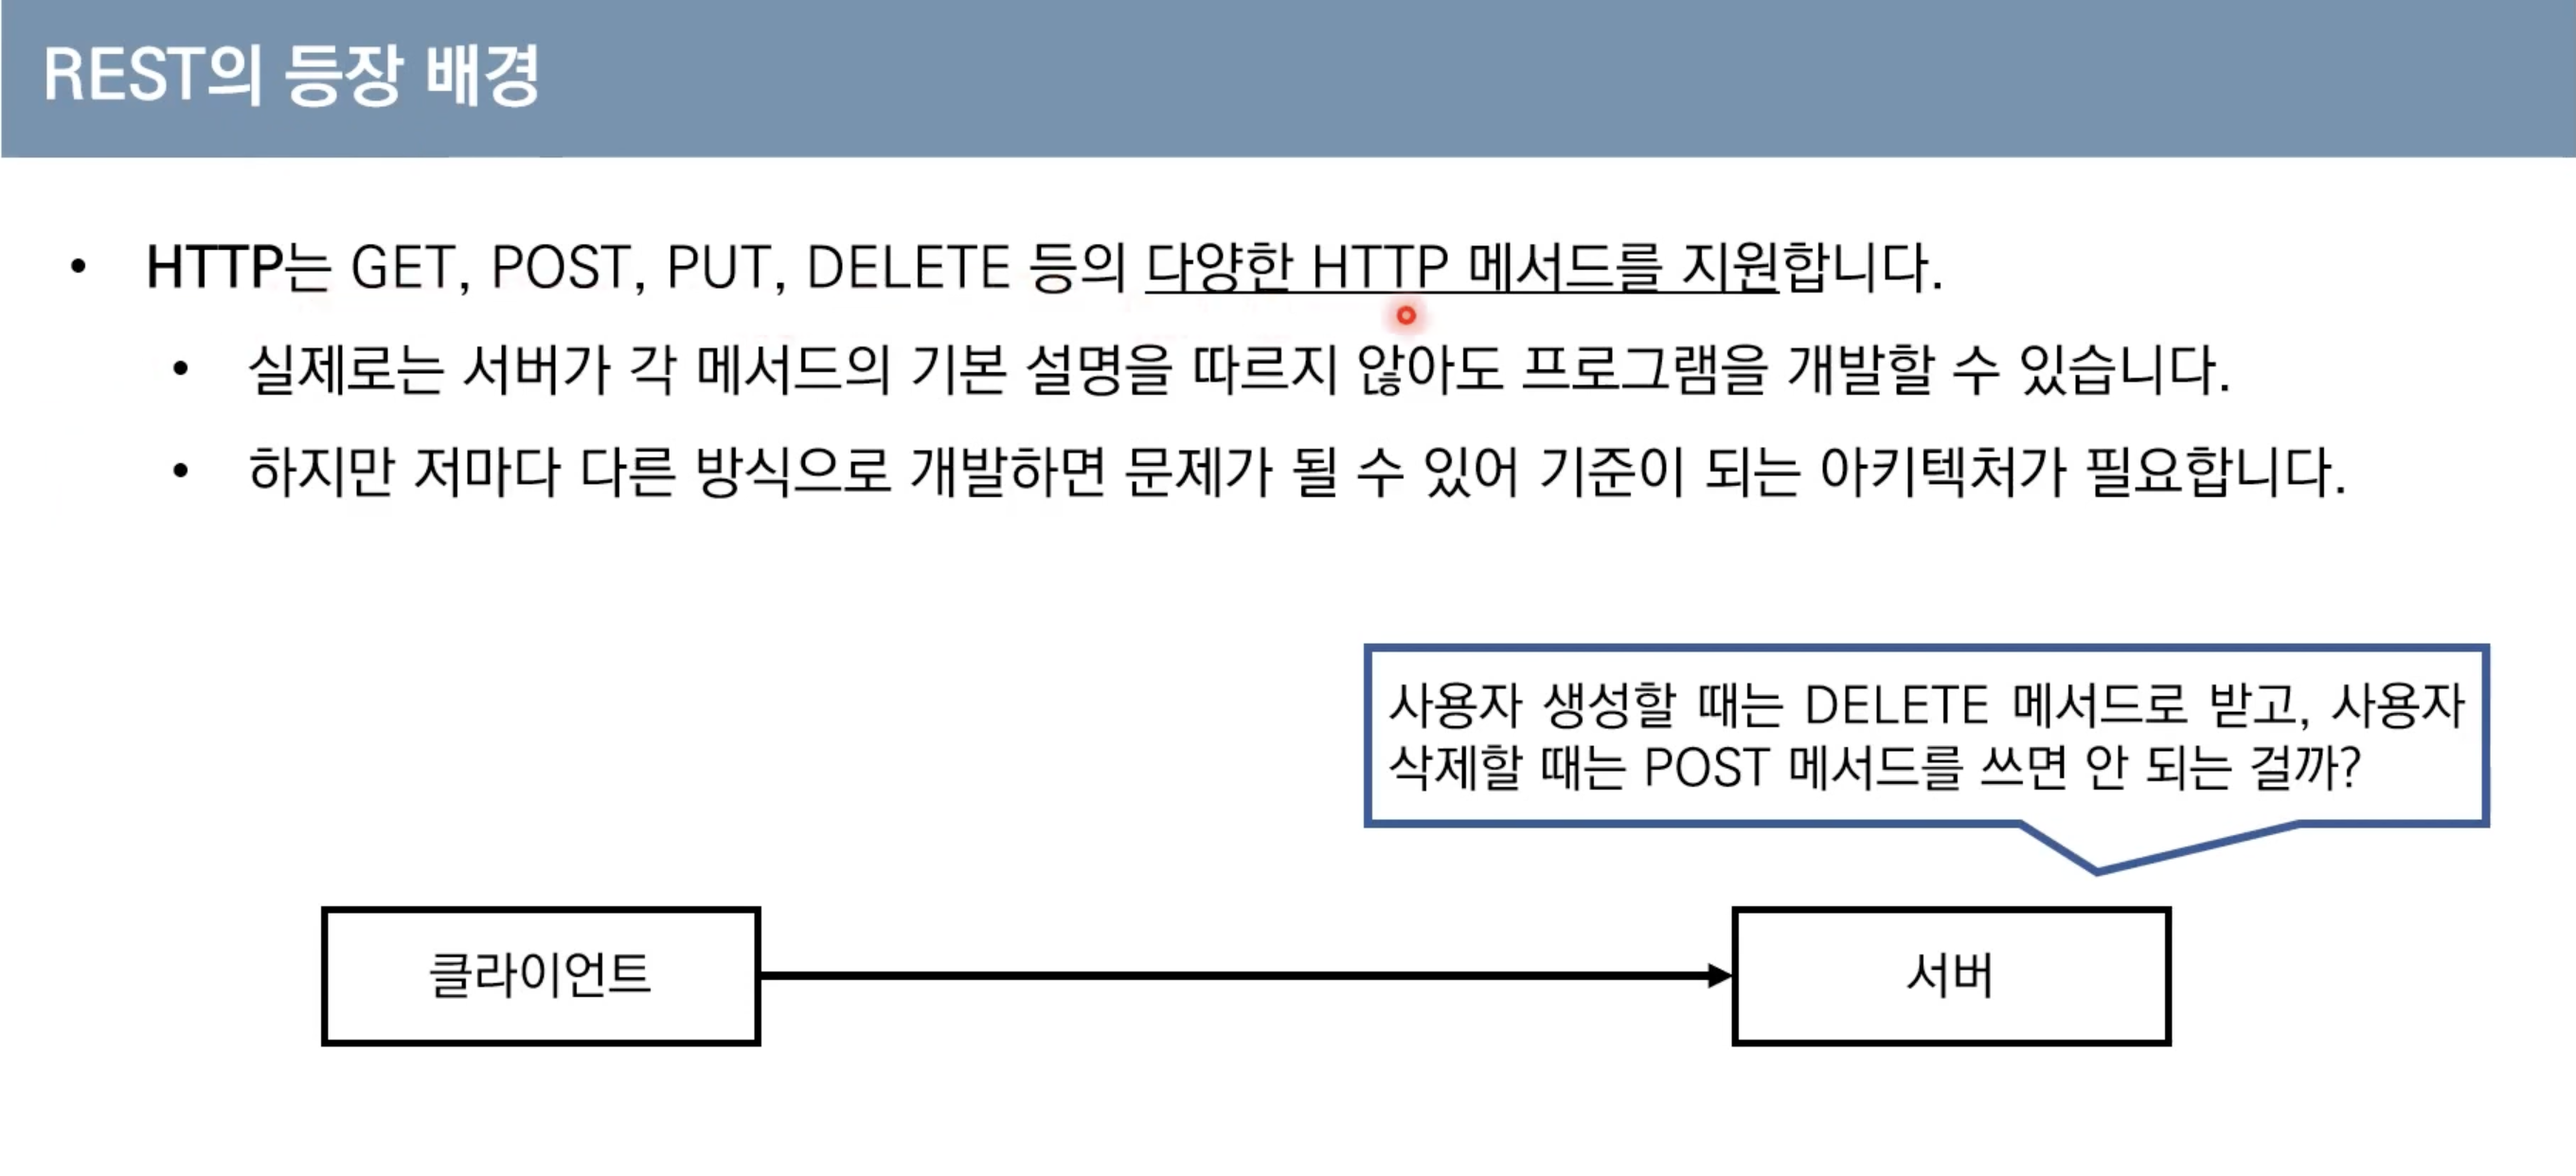 REST의 등장 배경
• HTTP는 GET, POST, PUT, DELETE 등의 다양한 HTTP 메서드를 지원합니다.
• 실제로는 서버가 각 메서드의 기본 설명을 따르지 않아도 프로그램을 개발할 수 있습니다.
• 하지만 저마다 다른 방식으로 개발하면 문제가 될 수 있어 기준이 되는 아키텍처가 필요합니다.
사용자 생성할 때는 DELETE 메서드로 받고, 사용자
삭제할 때는 POST 메서드를 쓰면 안 되는 걸까?
클라이언트
서버